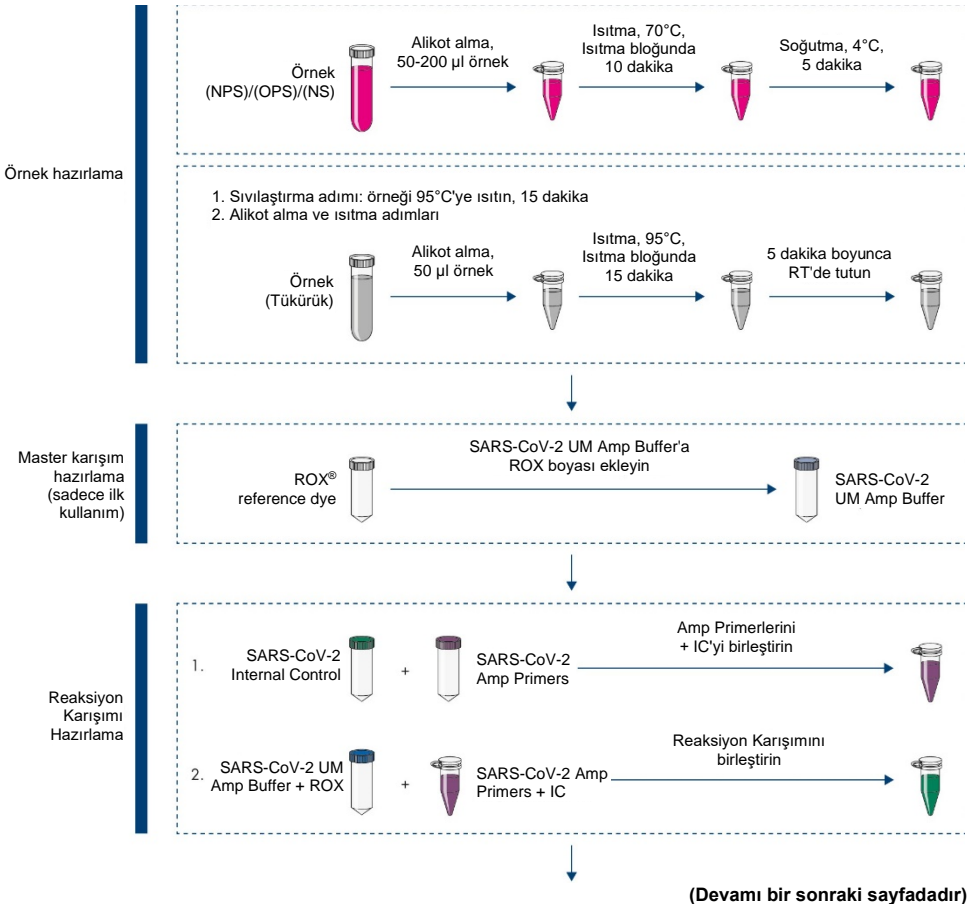 Örnek hazırlama
Örnek
(NPS)/(OPS)/(NS)
Alikot alma,
50-200 µl örnek
Isıtma, 70°C,
Isıtma bloğunda
10 dakika
Soğutma, 4°C,
5 dakika
1. Sıvılaştırma adımı: örneği 95°C'ye ısıtın, 15 dakika
2. Alikot alma ve ısıtma adımları
Örnek
(Tükürük)
Alikot alma,
50 µl örnek
Isıtma, 95°C,
Isıtma bloğunda
15 dakika
5 dakika boyunca
RT'de tutun
Master karışım
hazırlama
(sadece ilk
kullanım)
ROX®
reference dye
SARS-CoV-2 UM Amp Buffer'a
ROX boyası ekleyin
SARS-CoV-2
UM Amp Buffer
Reaksiyon
Karışımı
Hazırlama
1.
SARS-CoV-2
Internal Control
+
SARS-CoV-2
Amp Primers
Amp Primerlerini
+ IC'yi birleştirin
2.
SARS-CoV-2 UM
Amp Buffer + ROX
+
SARS-CoV-2 Amp
Primers + IC
Reaksiyon Karışımını
birleştirin
(Devamı bir sonraki sayfadadır)